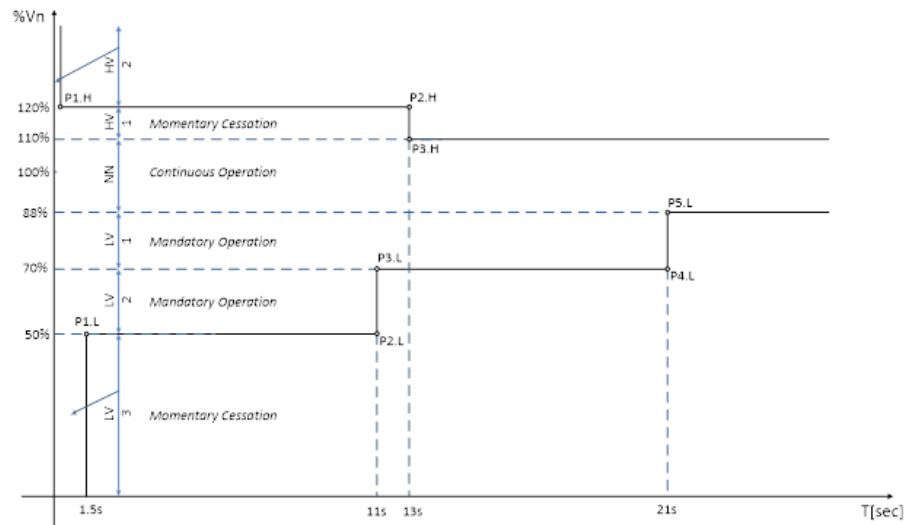 %Vn
HV 2
P1.H
P2.H
120%
HV 1
Momentary Cessation
110%
P3.H
NN
Continuous Operation
100%
88%
P5.L
LV 1
Mandatory Operation
P3.L
70%
P4.L
LV 2
Mandatory Operation
P1.L
50%
P2.L
LV 3
Momentary Cessation
1.5s
11s
13s
21s
T[sec]